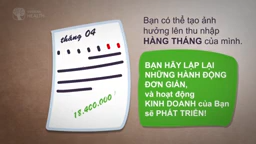 Bạn có thể tạo ảnh
hưởng lên thu nhập
HÀNG THÁNG của mình.
tháng 04
18.400.000
BẠN HÃY LẶP LẠI
NHỮNG HÀNH ĐỘNG
ĐƠN GIẢN,
và hoạt động
KINH DOANH của Bạn
sẽ PHÁT TRIỂN!